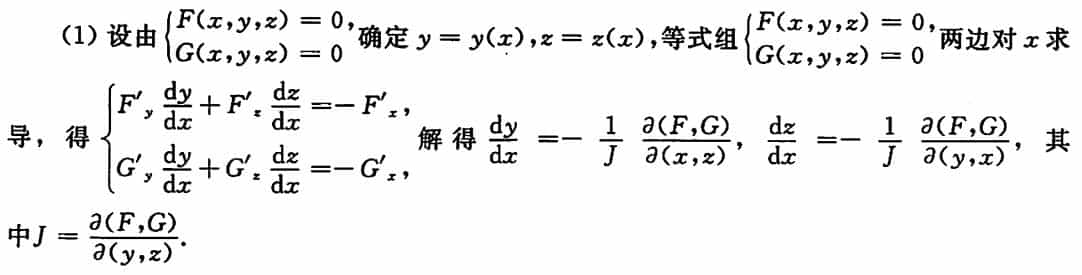 (1) 设由{F(x,y,z) = 0, G(x,y,z) = 0 确定 y = y(x), z = z(x), 等式组{F(x,y,z) = 0, G(x,y,z) = 0 两边对 x 求
导，得 {F′_y dy/dx + F′_z dz/dx = − F′_x, G′_y dy/dx + G′_z dz/dx = − G′_x, 解得 dy/dx = − 1/J ∂(F,G)/∂(x,z), dz/dx = − 1/J ∂(F,G)/∂(y,x), 其
中 J = ∂(F,G)/∂(y,z).